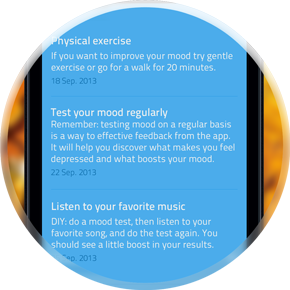 Physical exercise
If you want to improve your mood try gentle
exercise or go for a walk for 20 minutes.
18 Sep. 2013
Test your mood regularly
Remember: testing mood on a regular basis
is a way to effective feedback from the app.
It will help you discover what makes you feel
depressed and what boosts your mood.
22 Sep. 2013
Listen to your favorite music
DIY: do a mood test, then listen to your
favorite song, and do the test again. You
should see a little boost in your results.
Sep. 2013